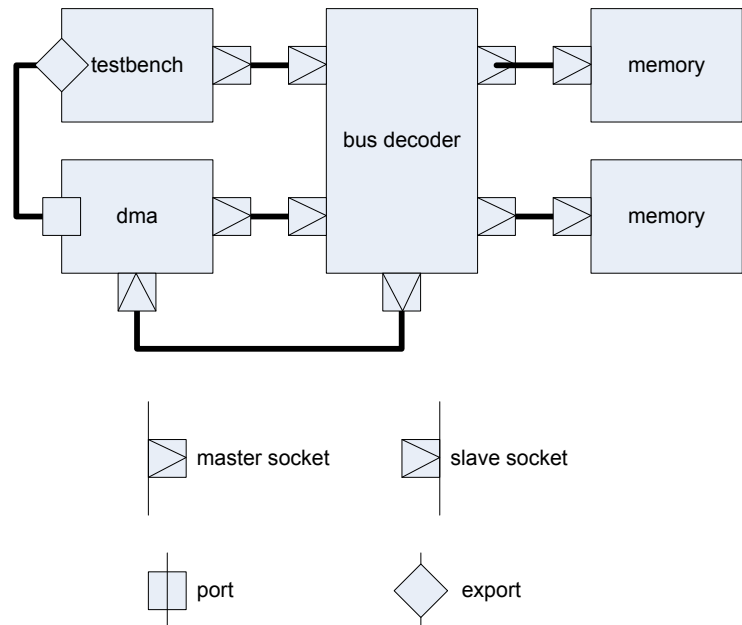 testbench
memory
bus decoder
dma
memory
master socket
slave socket
port
export